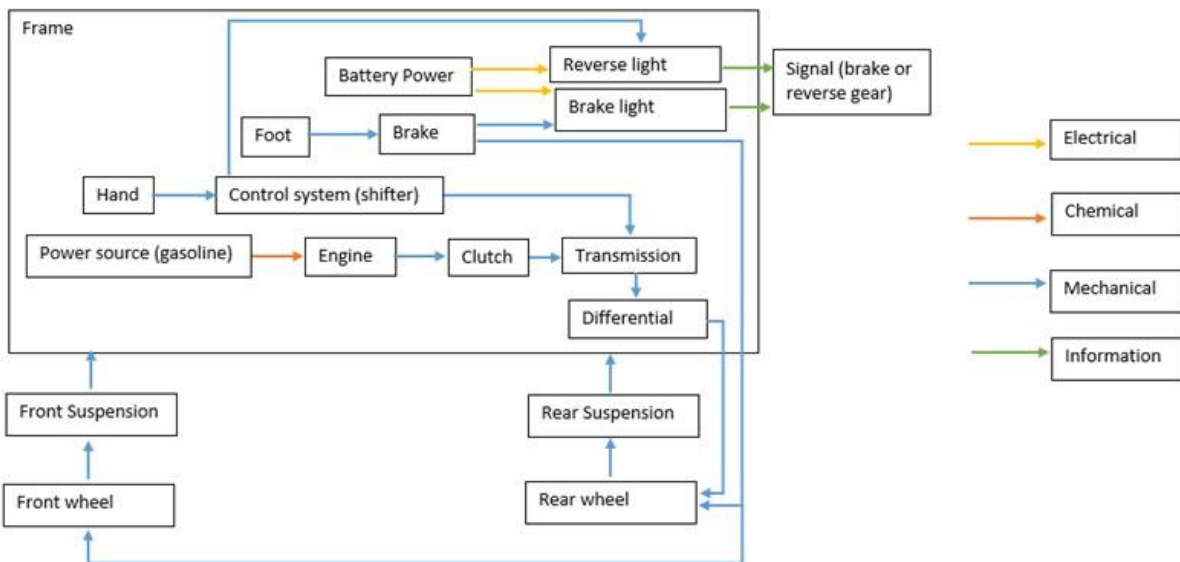 Frame
Reverse light
Battery Power
Signal (brake or
reverse gear)
Brake light
Foot
Brake
Electrical
Hand
Control system (shifter)
Chemical
Power source (gasoline)
Engine
Clutch
Transmission
Mechanical
Differential
Information
Front Suspension
Rear Suspension
Front wheel
Rear wheel